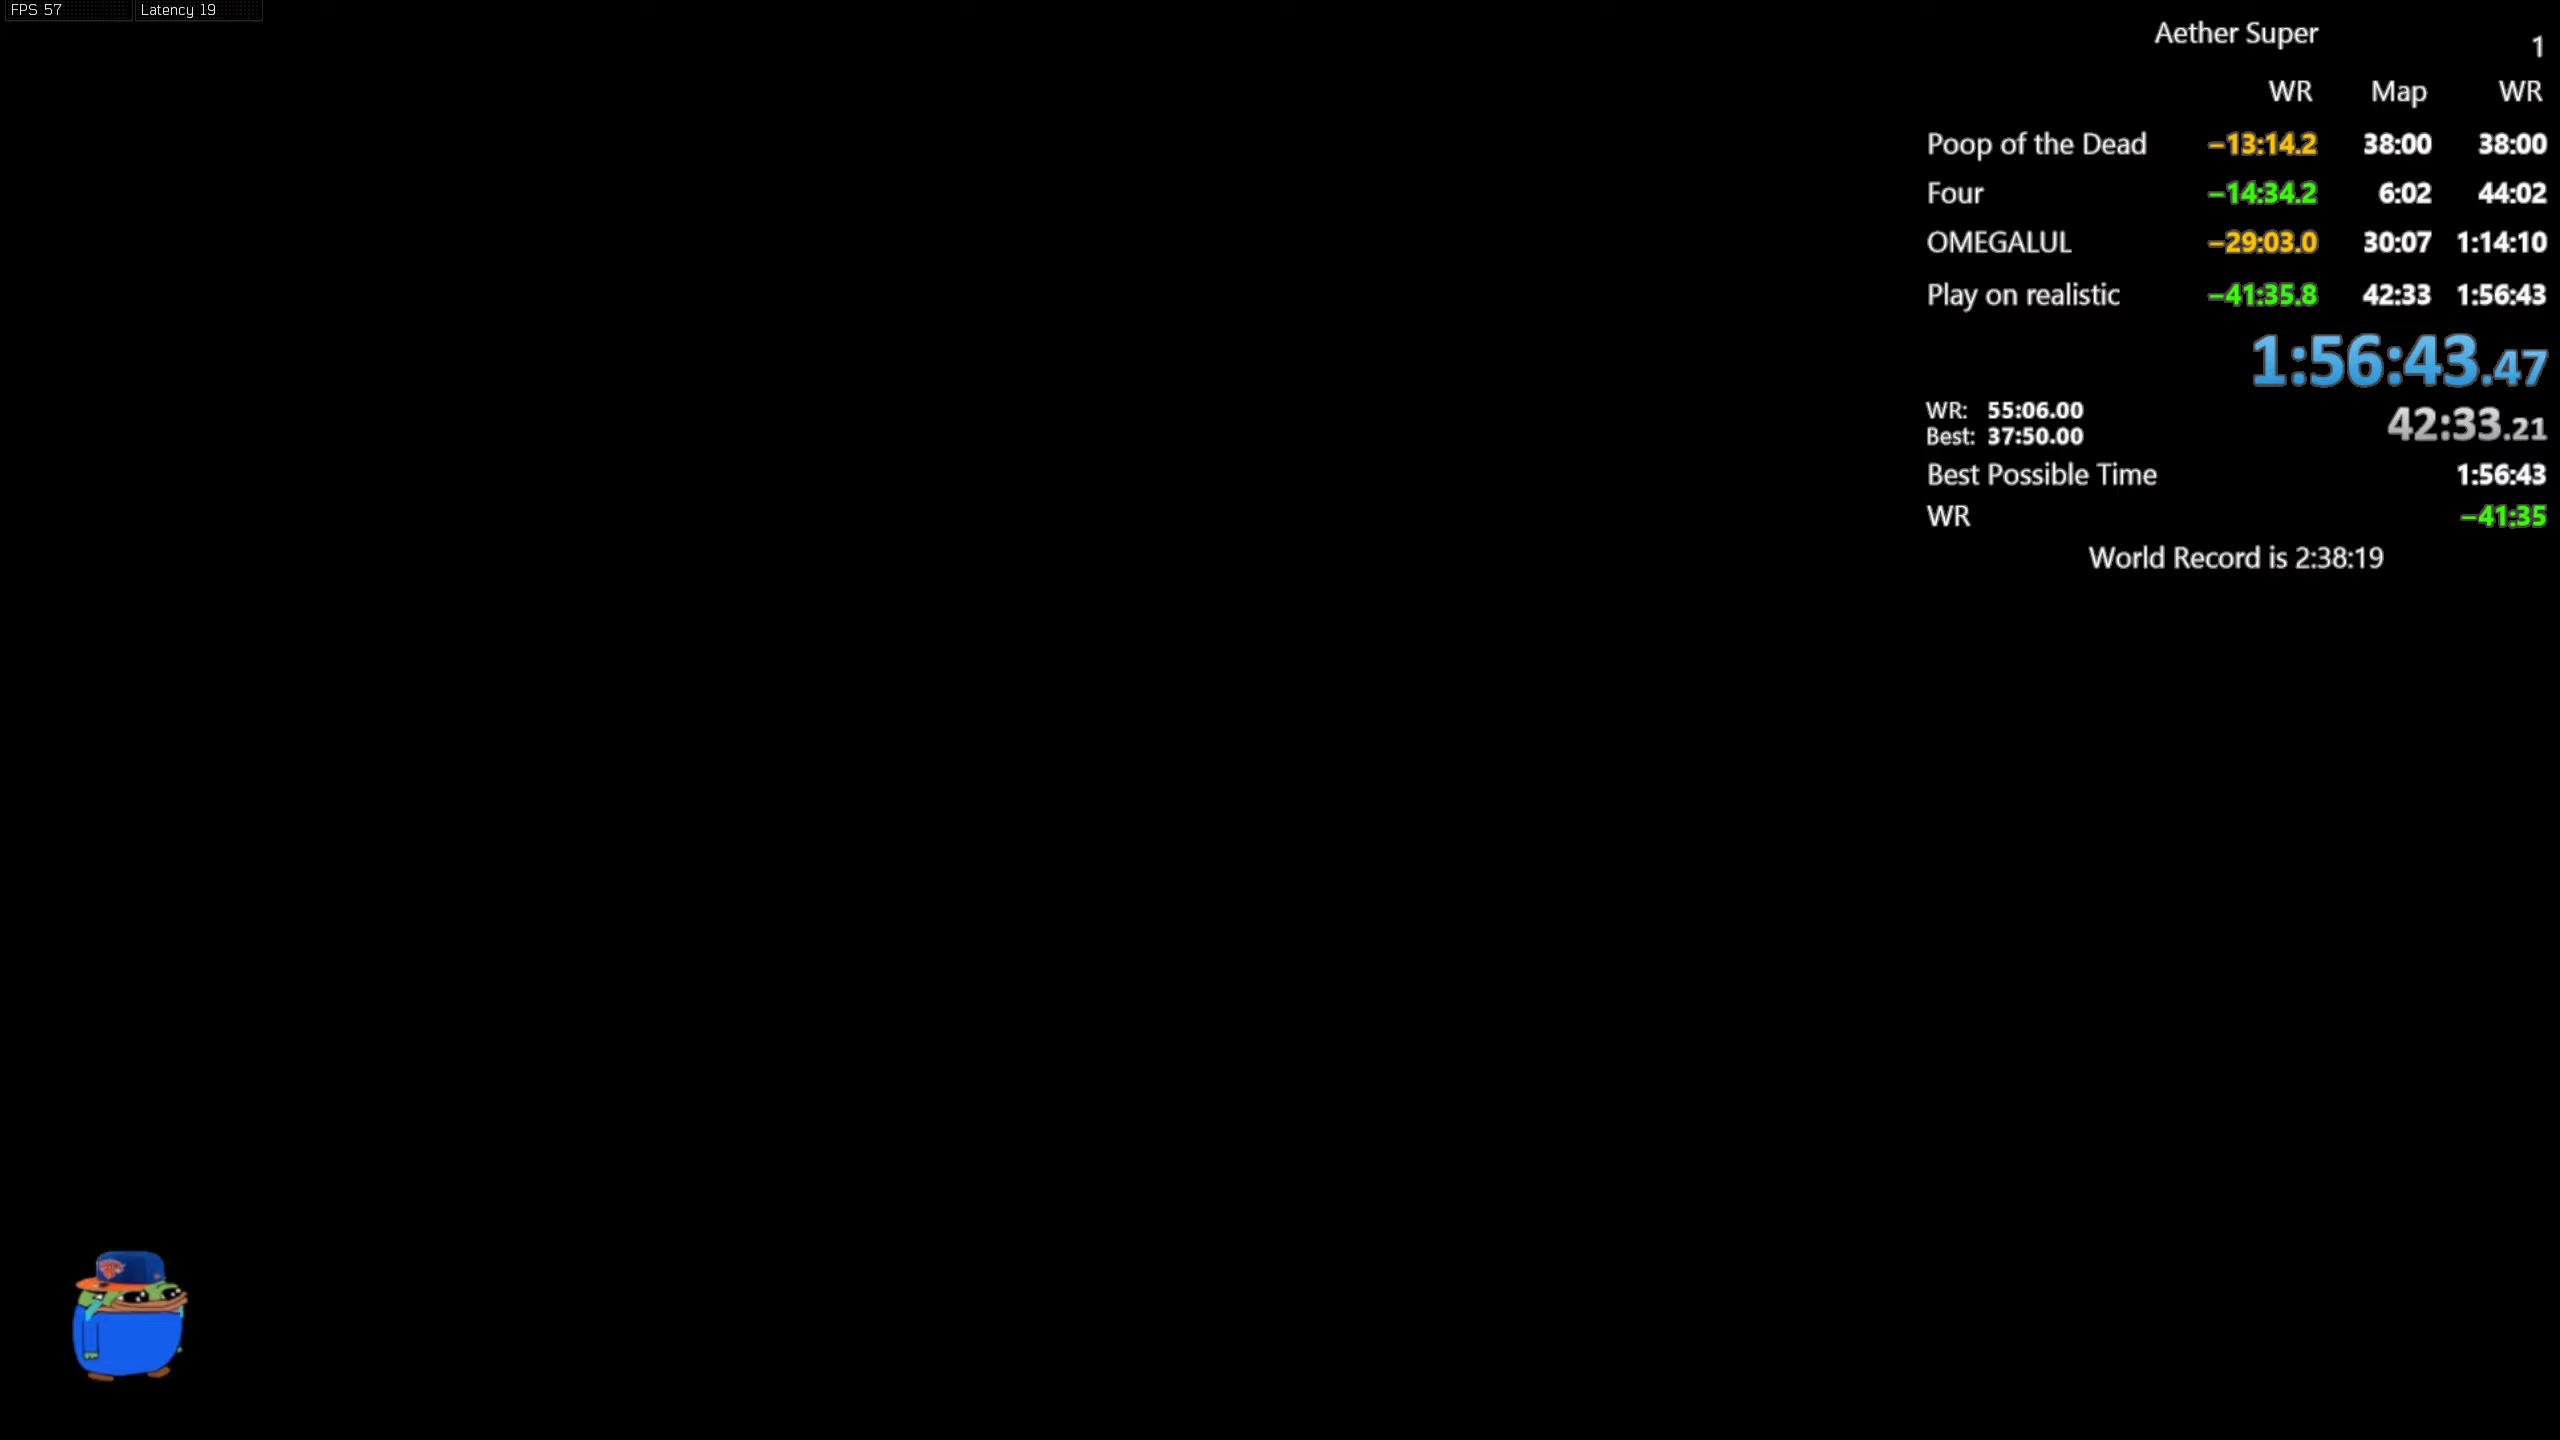 FPS 57 Latency 19
Aether Super
1
WR Map WR
Poop of the Dead −13:14.2 38:00 38:00
Four −14:34.2 6:02 44:02
OMEGALUL −29:03.0 30:07 1:14:10
Play on realistic −41:35.8 42:33 1:56:43
1:56:43.47
WR: 55:06.00
42:33.21
Best: 37:50.00
Best Possible Time 1:56:43
WR −41:35
World Record is 2:38:19